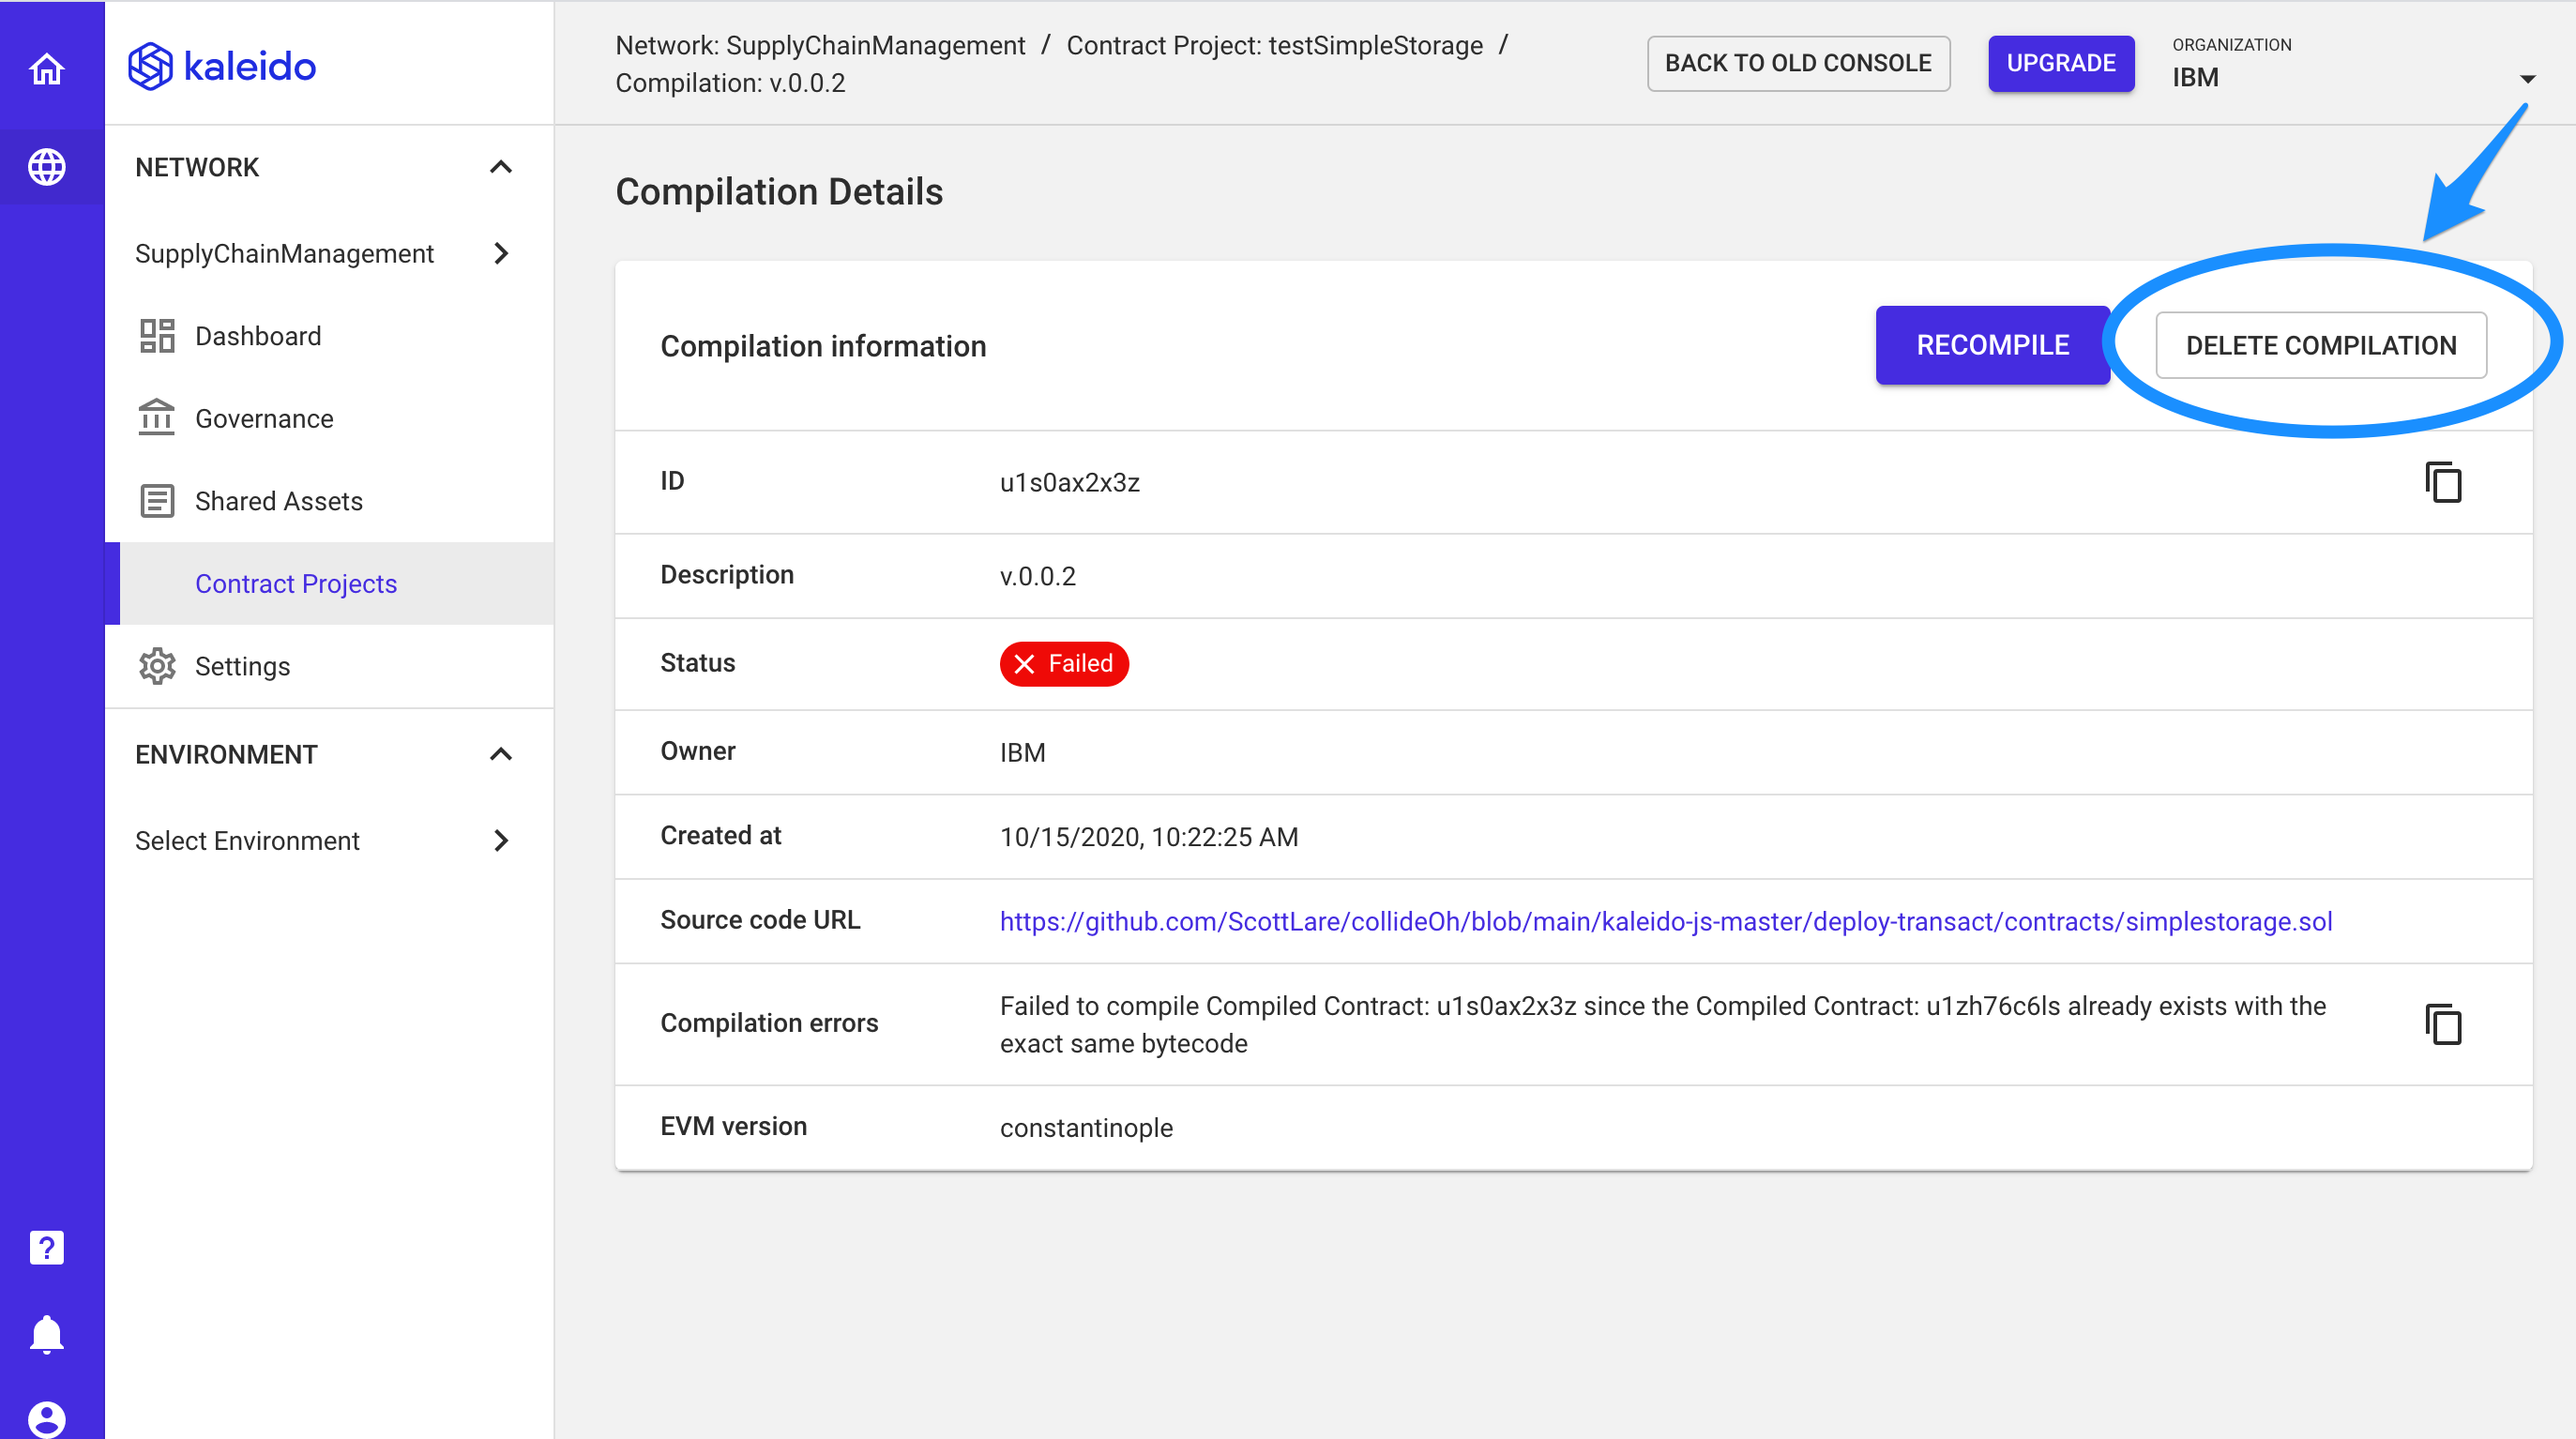 kaleido
Network: SupplyChainManagement / Contract Project: testSimpleStorage /
Compilation: v.0.0.2
BACK TO OLD CONSOLE
UPGRADE
ORGANIZATION
IBM
NETWORK
SupplyChainManagement
Dashboard
Governance
Shared Assets
Contract Projects
Settings
ENVIRONMENT
Select Environment
?
Compilation Details
Compilation information
RECOMPILE
DELETE COMPILATION
ID u1s0ax2x3z
Description v.0.0.2
Status Failed
Owner IBM
Created at 10/15/2020, 10:22:25 AM
Source code URL https://github.com/ScottLare/collideOh/blob/main/kaleido-js-master/deploy-transact/contracts/simplestorage.sol
Compilation errors Failed to compile Compiled Contract: u1s0ax2x3z since the Compiled Contract: u1zh76c6ls already exists with the
exact same bytecode
EVM version constantinople